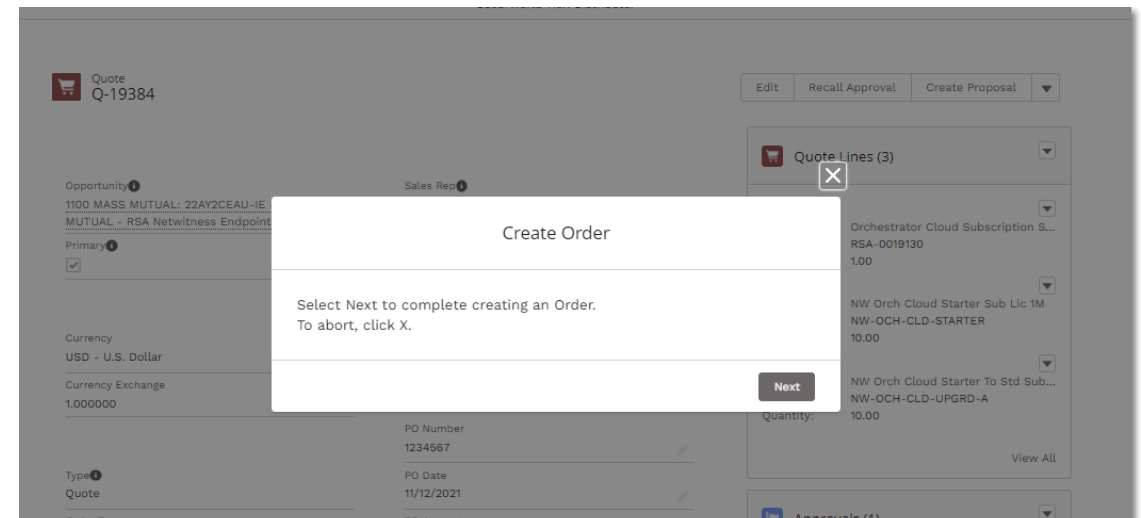 Quote
Q-19384
Edit
Recall Approval
Create Proposal
Quote Lines (3)
Opportunity
1100 MASS MUTUAL: 22AY2CEAU-IE
MUTUAL - RSA Netwitness Endpoint
Primary
Sales Rep
Create Order
Select Next to complete creating an Order.
To abort, click X.
Next
Currency
USD - U.S. Dollar
Currency Exchange
1.000000
Type
Quote
PO Number
1234567
PO Date
11/12/2021
Orchestrator Cloud Subscription S...
RSA-0019130
1.00
NW Orch Cloud Starter Sub Lic 1M
NW-OCH-CLD-STARTER
10.00
NW Orch Cloud Starter To Std Sub...
NW-OCH-CLD-UPGRD-A
Quantity: 10.00
View All
Approvals (1)